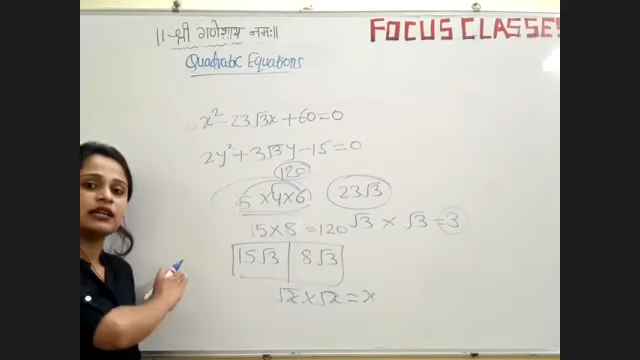 ॥ श्री गणेशाय नमः॥
FOCUS CLASSES
Quadratic Equations
x² - 23√3x + 60 = 0
2y² + 3√3y - 15 = 0
120
5 × 4 × 6 23√3
15 × 8 = 120 √3 × √3 = 3
15√3 | 8√3
√x × √x = x